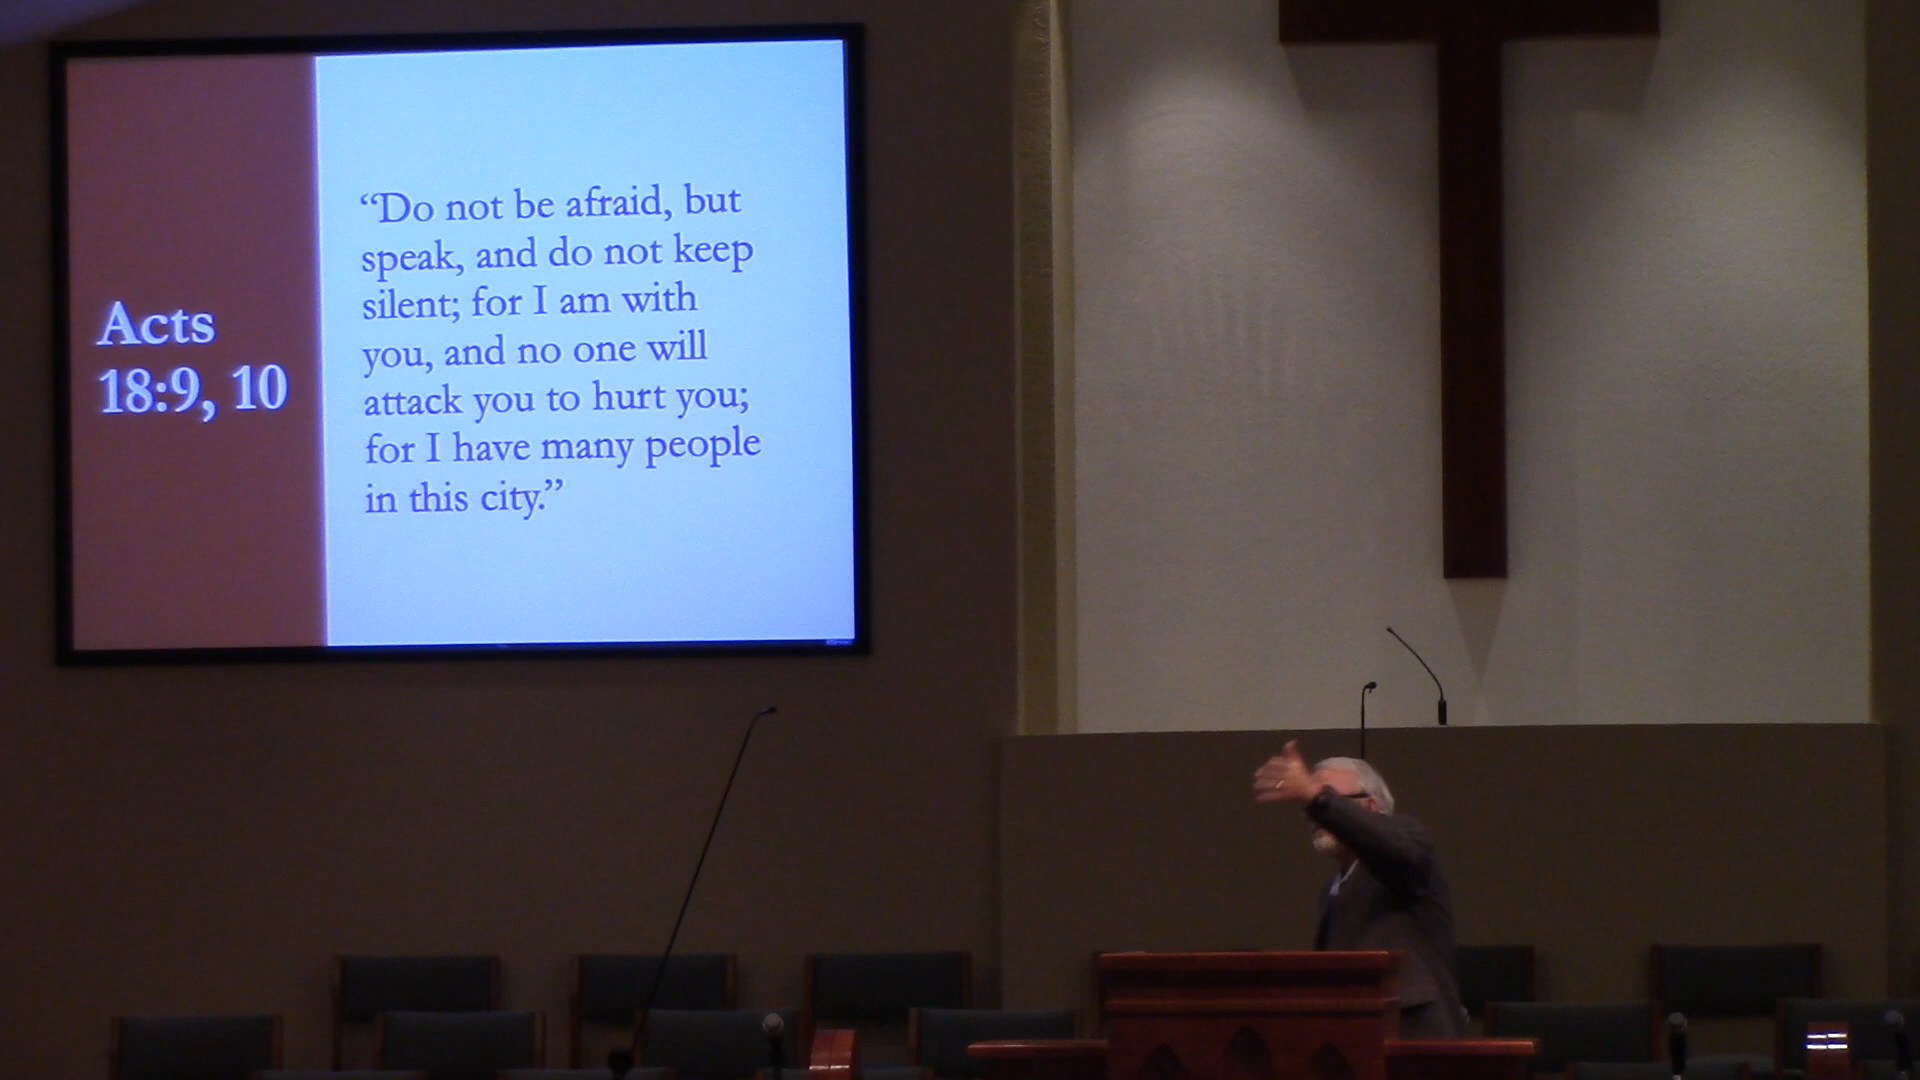 Acts
18:9, 10
“Do not be afraid, but
speak, and do not keep
silent; for I am with
you, and no one will
attack you to hurt you;
for I have many people
in this city.”